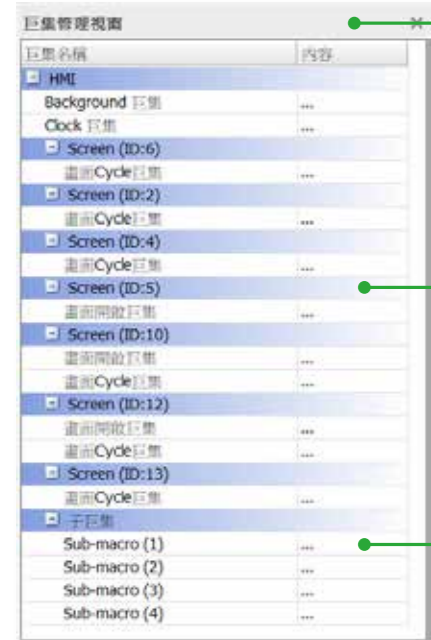 巨集管理視窗
巨集名稱 內容
HMI
Background 巨集 ...
Clock 巨集 ...
Screen (ID:6)
畫面Cycle巨集 ...
Screen (ID:2)
畫面Cycle巨集 ...
Screen (ID:4)
畫面Cycle巨集 ...
Screen (ID:5)
畫面開啟巨集 ...
Screen (ID:10)
畫面開啟巨集 ...
畫面Cycle巨集 ...
Screen (ID:12)
畫面開啟巨集 ...
畫面Cycle巨集 ...
Screen (ID:13)
畫面Cycle巨集 ...
子巨集
Sub-macro (1) ...
Sub-macro (2) ...
Sub-macro (3) ...
Sub-macro (4) ...